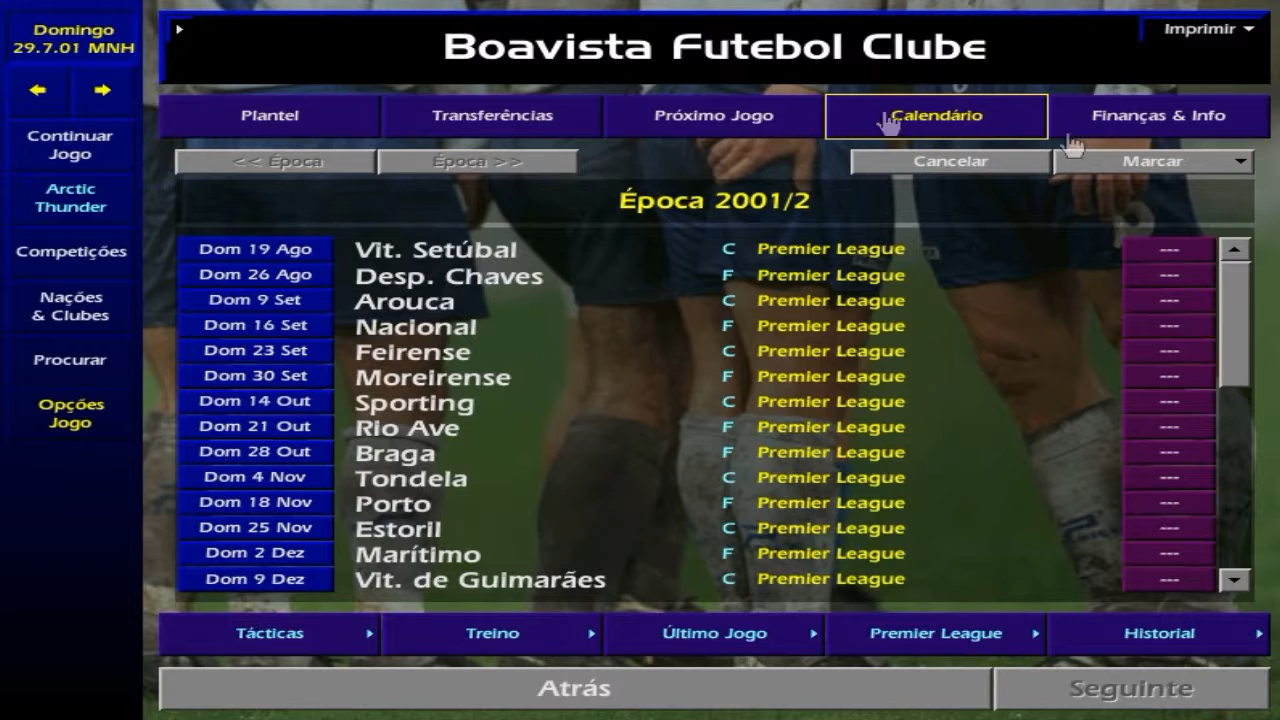 Domingo
29.7.01 MNH
Continuar
Jogo
Arctic
Thunder
Competições
Nações
& Clubes
Procurar
Opções
Jogo
Boavista Futebol Clube
Imprimir
Plantel Transferências Próximo Jogo Calendário Finanças & Info
<< Época Época >> Cancelar Marcar
Época 2001/2
Dom 19 Ago Vit. Setúbal C Premier League ---
Dom 26 Ago Desp. Chaves F Premier League ---
Dom 9 Set Arouca C Premier League ---
Dom 16 Set Nacional F Premier League ---
Dom 23 Set Feirense C Premier League ---
Dom 30 Set Moreirense F Premier League ---
Dom 14 Out Sporting C Premier League ---
Dom 21 Out Rio Ave F Premier League ---
Dom 28 Out Braga F Premier League ---
Dom 4 Nov Tondela C Premier League ---
Dom 18 Nov Porto F Premier League ---
Dom 25 Nov Estoril C Premier League ---
Dom 2 Dez Marítimo F Premier League ---
Dom 9 Dez Vit. de Guimarães C Premier League ---
Tácticas Treino Último Jogo Premier League Historial
Atrás Seguinte